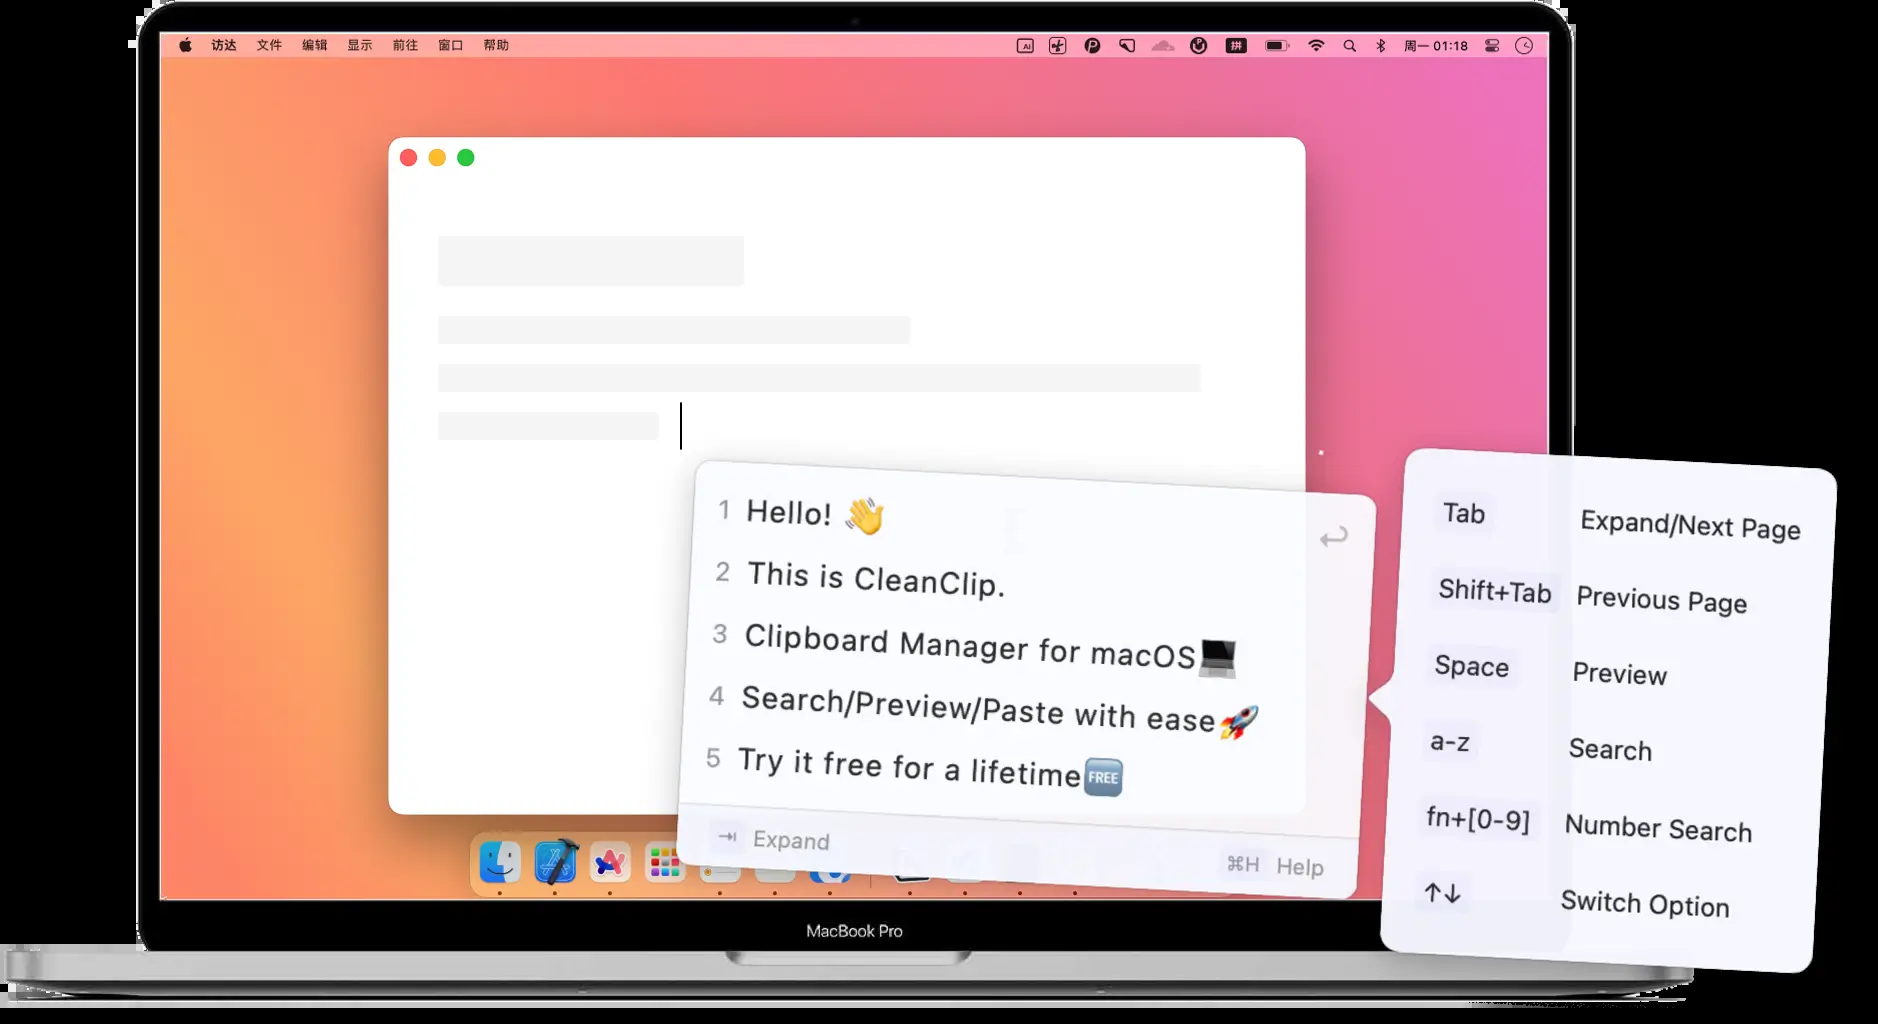 访达 文件 编辑 显示 前往 窗口 帮助 AI 拼 周一 01:18
1 Hello! 👋
2 This is CleanClip.
3 Clipboard Manager for macOS💻
4 Search/Preview/Paste with ease🚀
5 Try it free for a lifetime🆓
⇥ Expand ⌘H Help
Tab Expand/Next Page
Shift+Tab Previous Page
Space Preview
a-z Search
fn+[0-9] Number Search
↑↓ Switch Option
MacBook Pro